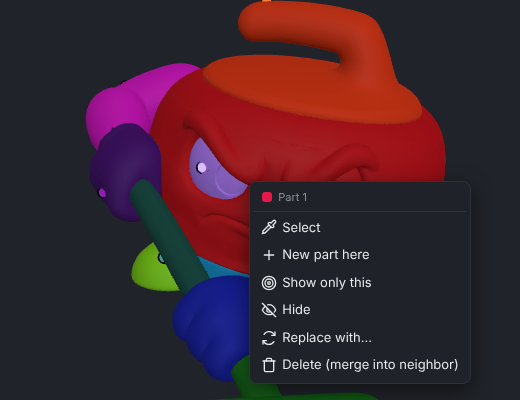 Part 1
Select
New part here
Show only this
Hide
Replace with...
Delete (merge into neighbor)